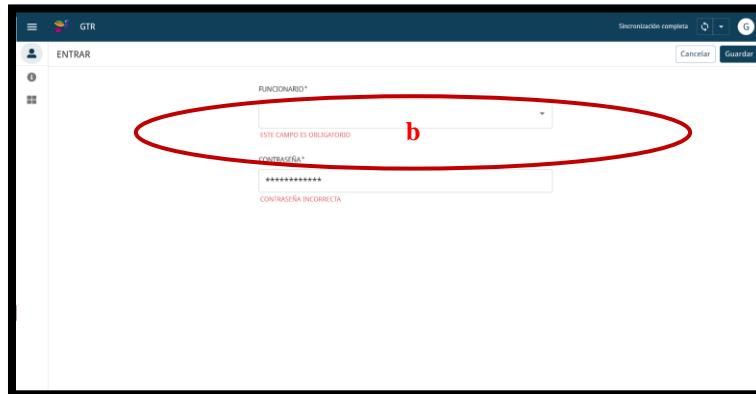 GTR
Sincronización completa
G
ENTRAR
Cancelar
Guardar
FUNCIONARIO*
ESTE CAMPO ES OBLIGATORIO
b
CONTRASEÑA*
************
CONTRASEÑA INCORRECTA